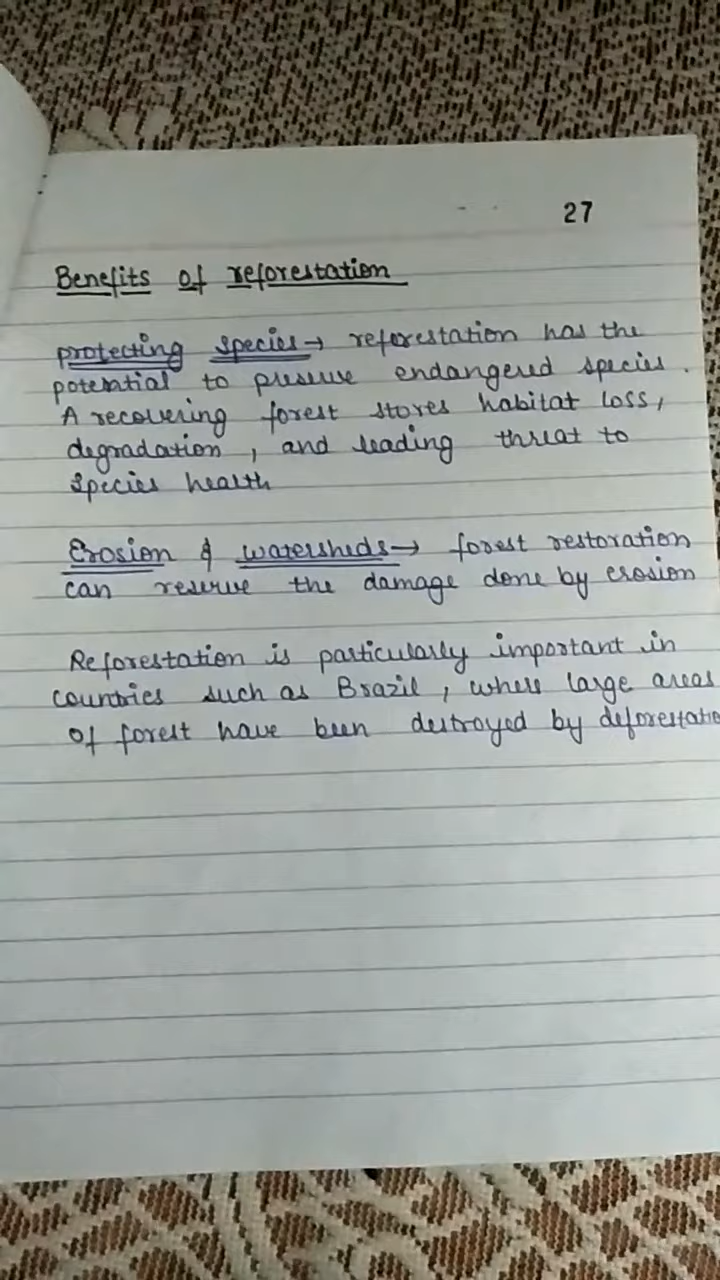 27
Benefits of reforestation
protecting species→ reforestation has the
potential to preserve endangered species.
A recovering forest stores habitat loss,
degradation, and leading threat to
species health
Erosion & watersheds→ forest restoration
can reserve the damage done by erosion
Reforestation is particularly important in
countries such as Brazil, where large areas
of forest have been destroyed by deforestatio